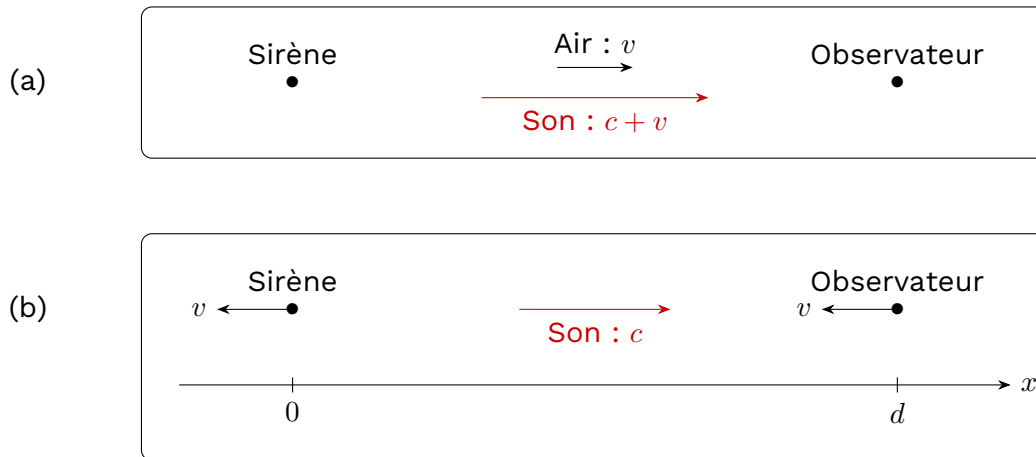 (a)
Sirène
Air : v
Observateur
Son : c + v
(b)
Sirène
Observateur
v
v
Son : c
x
0
d